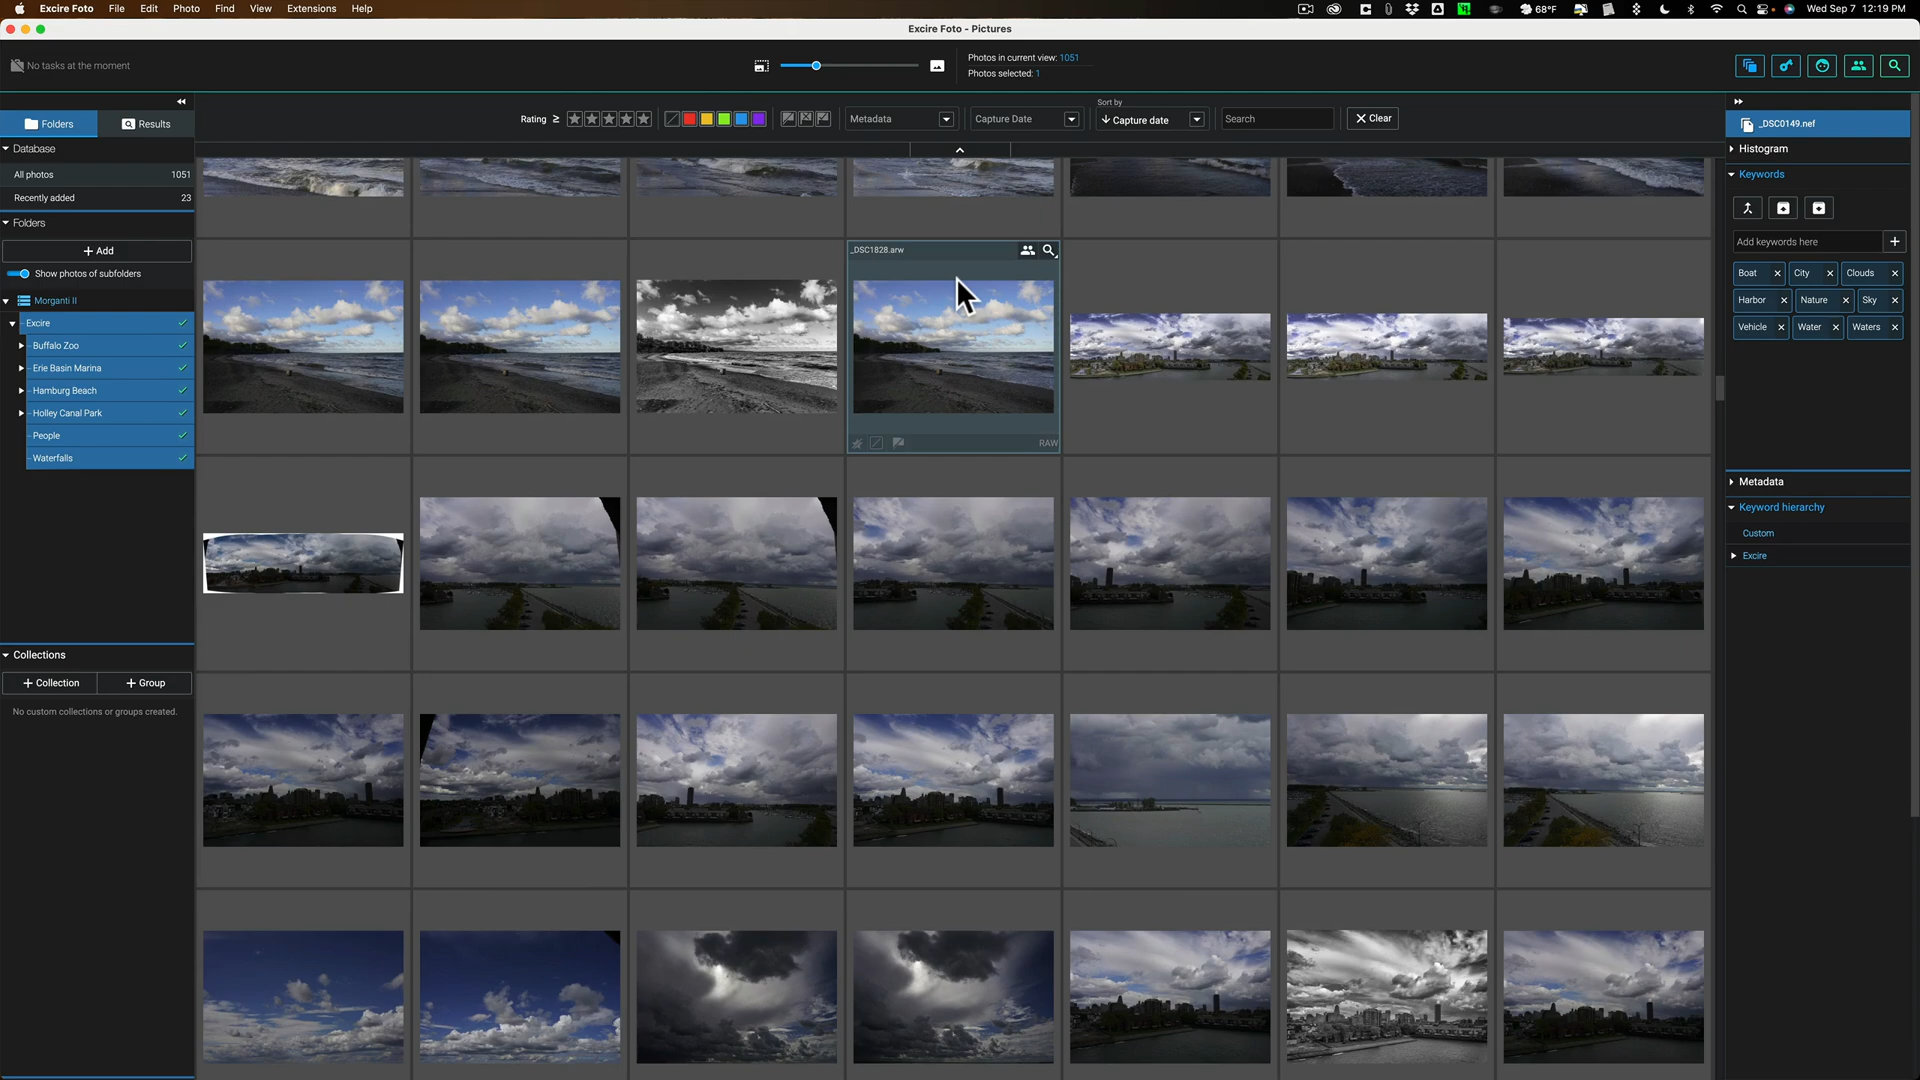 Excire Foto File Edit Photo Find View Extensions Help 68°F Wed Sep 7 12:19 PM
Excire Foto - Pictures
No tasks at the moment
Photos in current view: 1051
Photos selected: 1
Folders Results
Rating ≥ Metadata Capture Date Sort by Capture date Search Clear
_DSC0149.nef
Database
All photos 1051
Recently added 23
Folders
+ Add
Show photos of subfolders
Morganti II
Excire
Buffalo Zoo
Erie Basin Marina
Hamburg Beach
Holley Canal Park
People
Waterfalls
Collections
+ Collection + Group
No custom collections or groups created.
_DSC1828.arw
RAW
Histogram
Keywords
Add keywords here
Boat City Clouds
Harbor Nature Sky
Vehicle Water Waters
Metadata
Keyword hierarchy
Custom
Excire